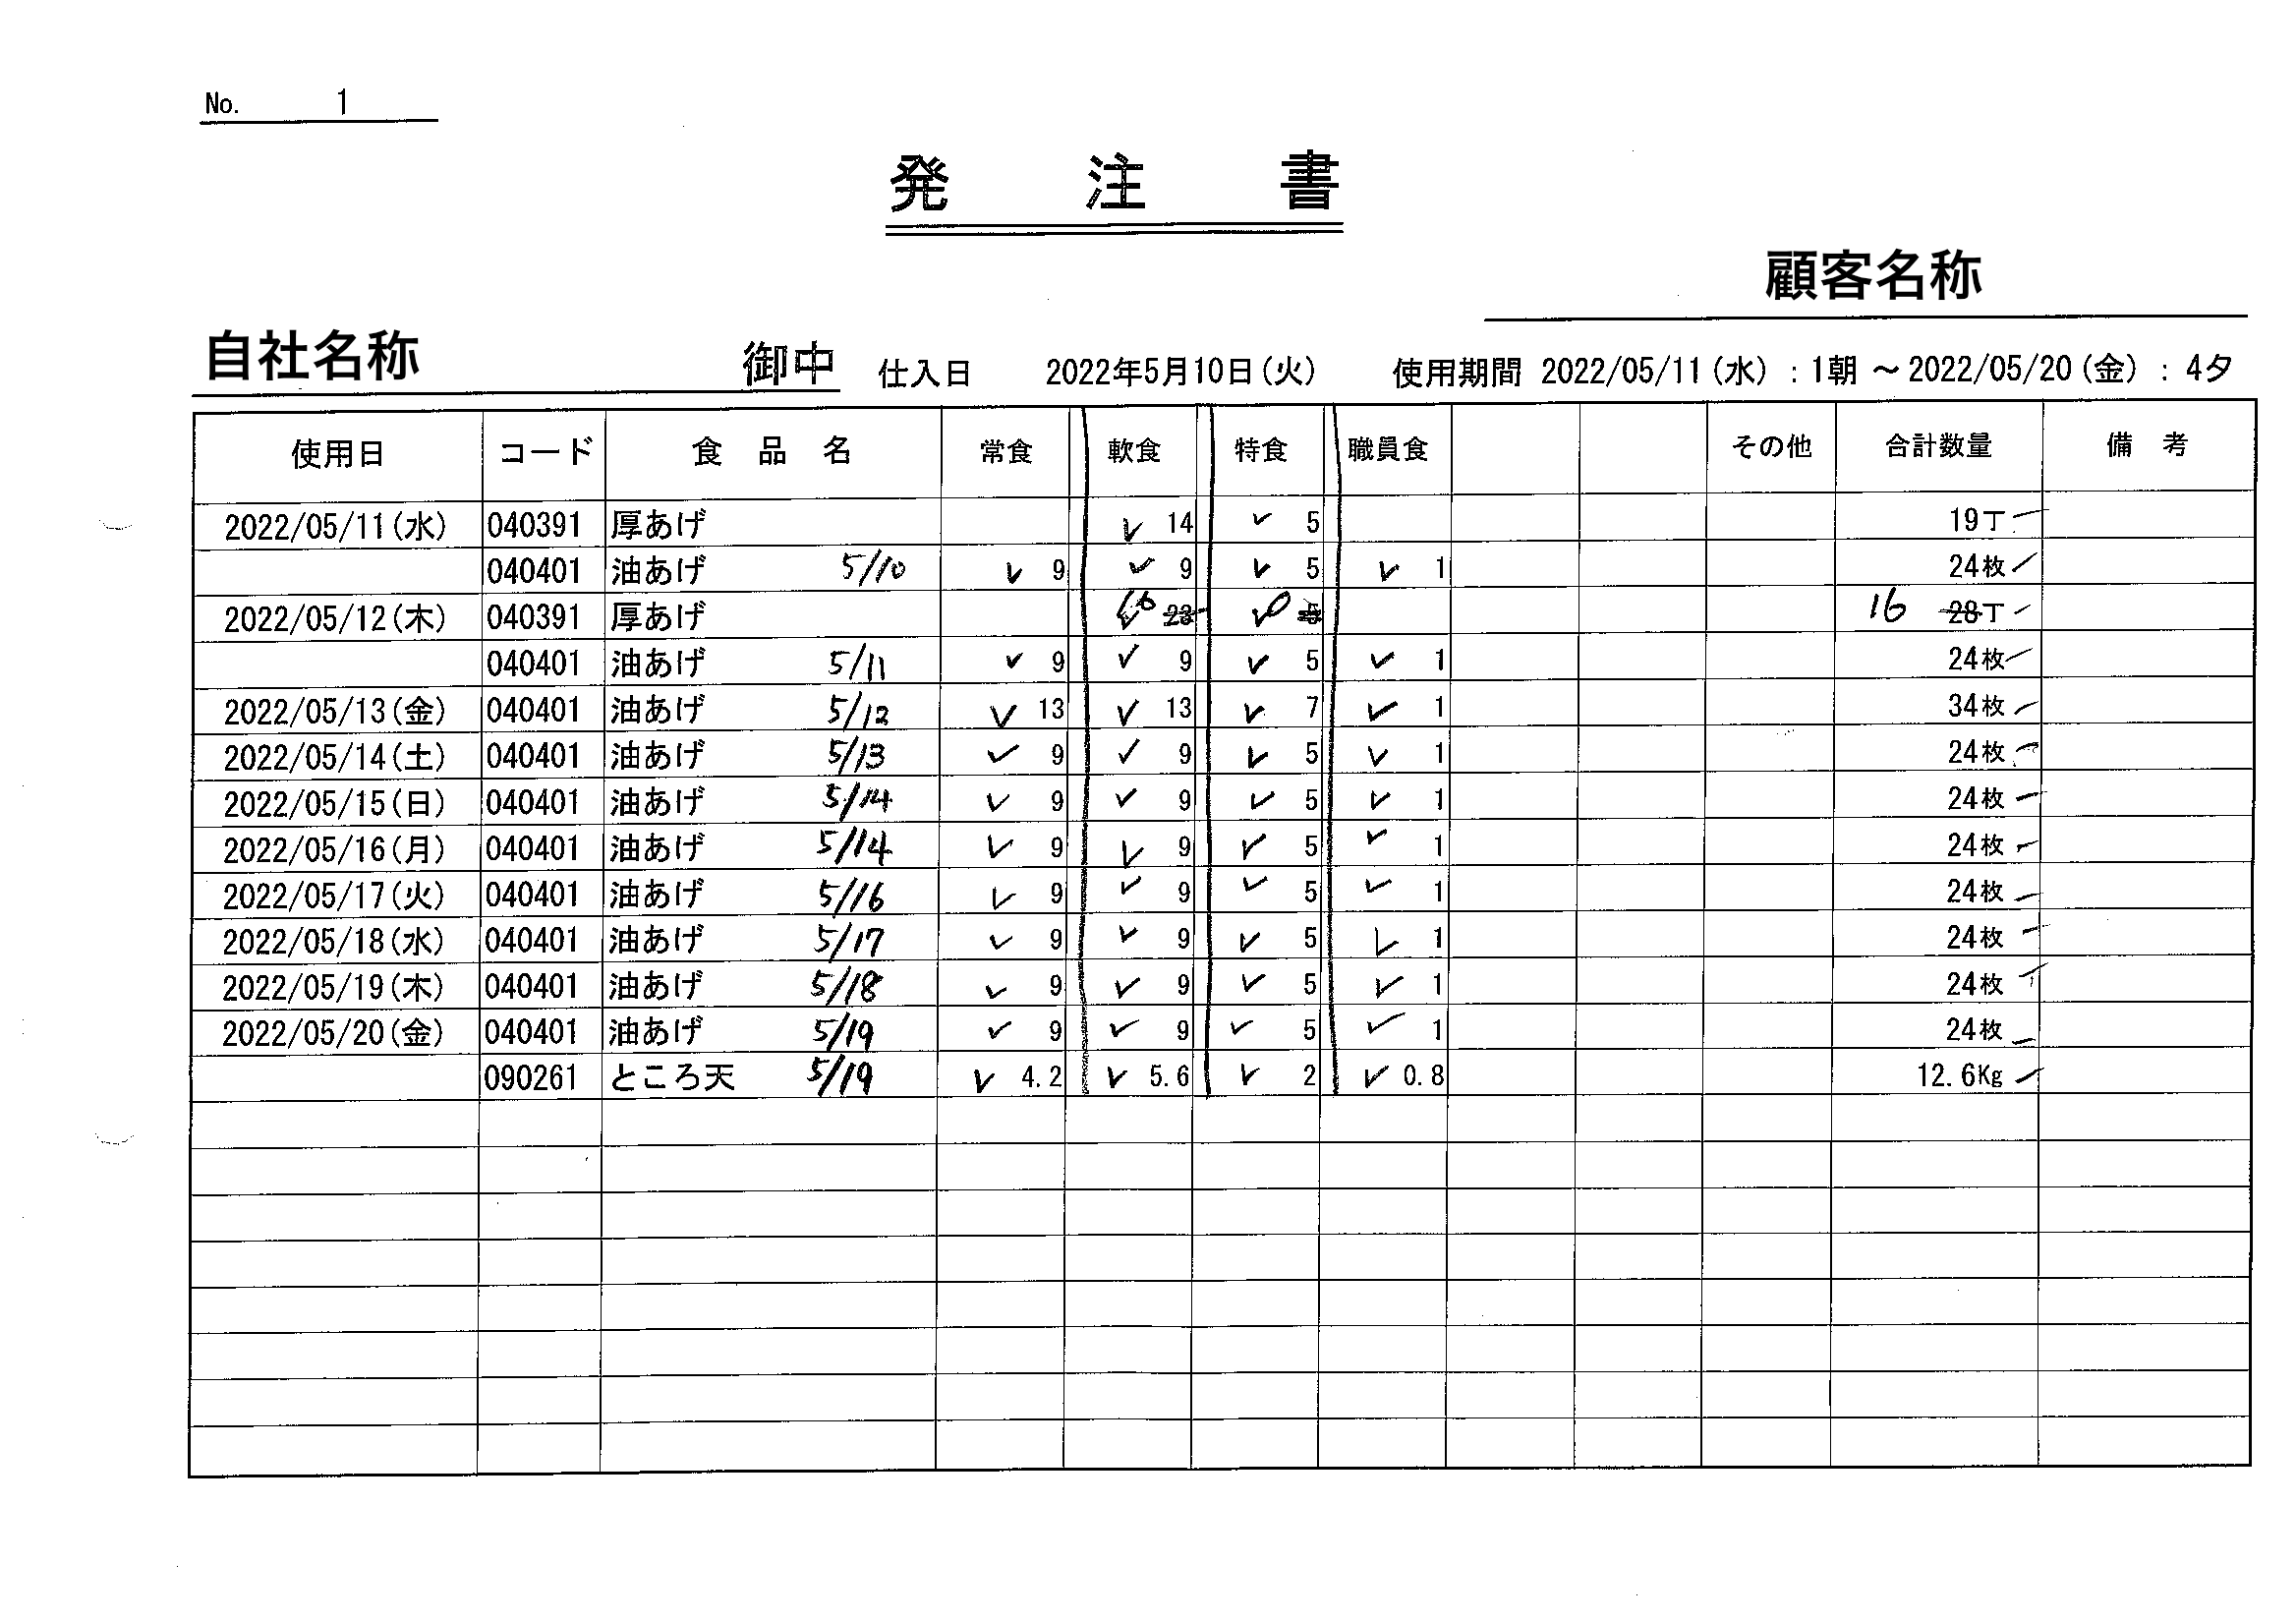 No. 1
発 注 書
顧客名称
自社名称 御中 仕入日 2022年5月10日(火) 使用期間 2022/05/11(水) : 1朝 ～ 2022/05/20(金) : 4夕
使用日 コード 食 品 名 常食 軟食 特食 職員食 その他 合計数量 備 考
2022/05/11(水) 040391 厚あげ ✓ 14 ✓ 5 19丁
040401 油あげ 5/10 ✓ 9 ✓ 9 ✓ 5 ✓ 1 24枚
2022/05/12(木) 040391 厚あげ ✓ 16 23 ✓ 0 5 16 28丁
040401 油あげ 5/11 ✓ 9 ✓ 9 ✓ 5 ✓ 1 24枚
2022/05/13(金) 040401 油あげ 5/12 ✓ 13 ✓ 13 ✓ 7 ✓ 1 34枚
2022/05/14(土) 040401 油あげ 5/13 ✓ 9 ✓ 9 ✓ 5 ✓ 1 24枚
2022/05/15(日) 040401 油あげ 5/14 ✓ 9 ✓ 9 ✓ 5 ✓ 1 24枚
2022/05/16(月) 040401 油あげ 5/14 ✓ 9 ✓ 9 ✓ 5 ✓ 1 24枚
2022/05/17(火) 040401 油あげ 5/16 ✓ 9 ✓ 9 ✓ 5 ✓ 1 24枚
2022/05/18(水) 040401 油あげ 5/17 ✓ 9 ✓ 9 ✓ 5 ✓ 1 24枚
2022/05/19(木) 040401 油あげ 5/18 ✓ 9 ✓ 9 ✓ 5 ✓ 1 24枚
2022/05/20(金) 040401 油あげ 5/19 ✓ 9 ✓ 9 ✓ 5 ✓ 1 24枚
090261 ところ天 5/19 ✓ 4.2 ✓ 5.6 ✓ 2 ✓ 0.8 12.6Kg